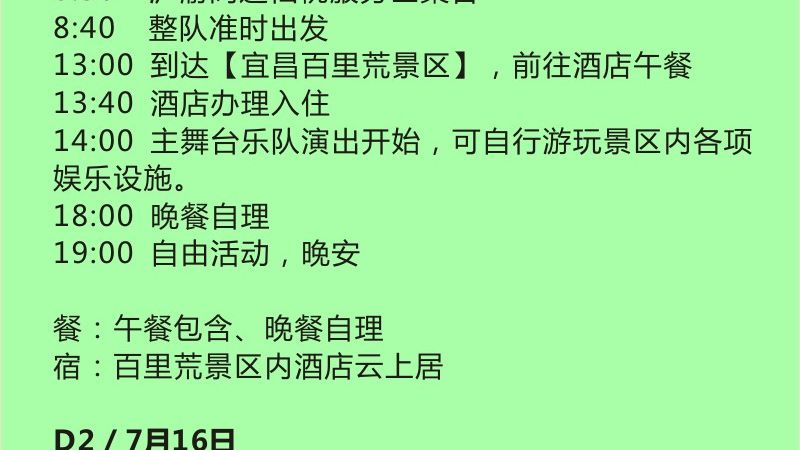 8:40 整队准时出发
13:00 到达【宜昌百里荒景区】，前往酒店午餐
13:40 酒店办理入住
14:00 主舞台乐队演出开始，可自行游玩景区内各项
娱乐设施。
18:00 晚餐自理
19:00 自由活动，晚安
餐：午餐包含、晚餐自理
宿：百里荒景区内酒店云上居
D2 / 7月16日